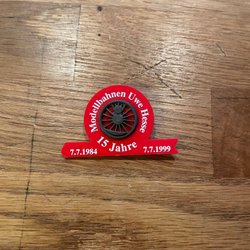 Modellbahnen Uwe Hesse
15 Jahre
7.7.1984 7.7.1999